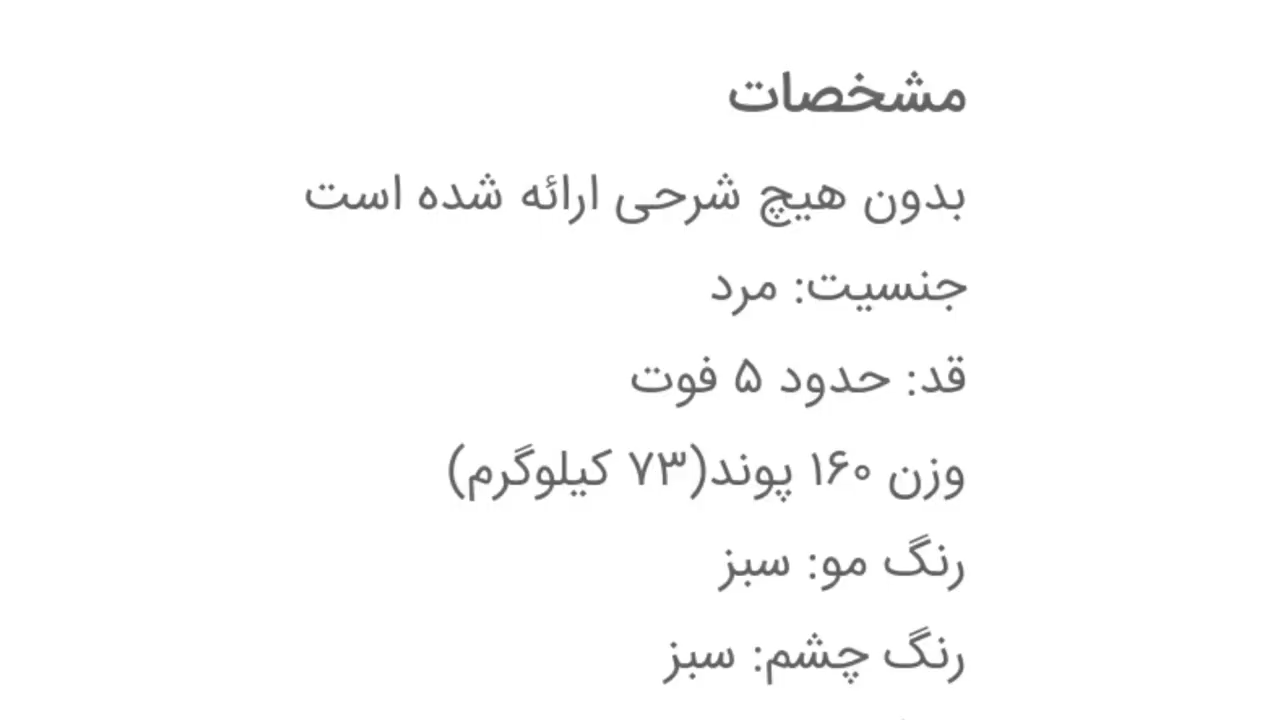 مشخصات
بدون هیچ شرحی ارائه شده است
جنسیت: مرد
قد: حدود ۵ فوت
وزن ۱۶۰ پوند(۷۳ کیلوگرم)
رنگ مو: سبز
رنگ چشم: سبز